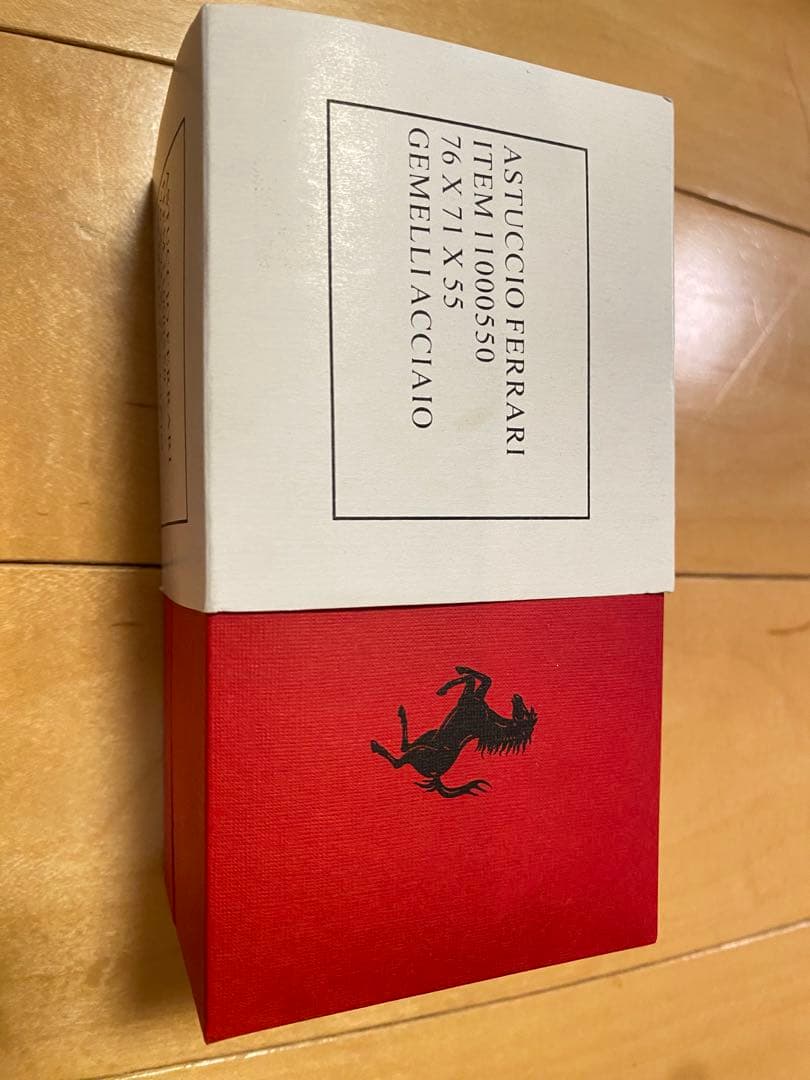 ASTUCCIO FERRARI
ITEM 11000550
76 X 71 X 55
GEMELLI ACCIAIO